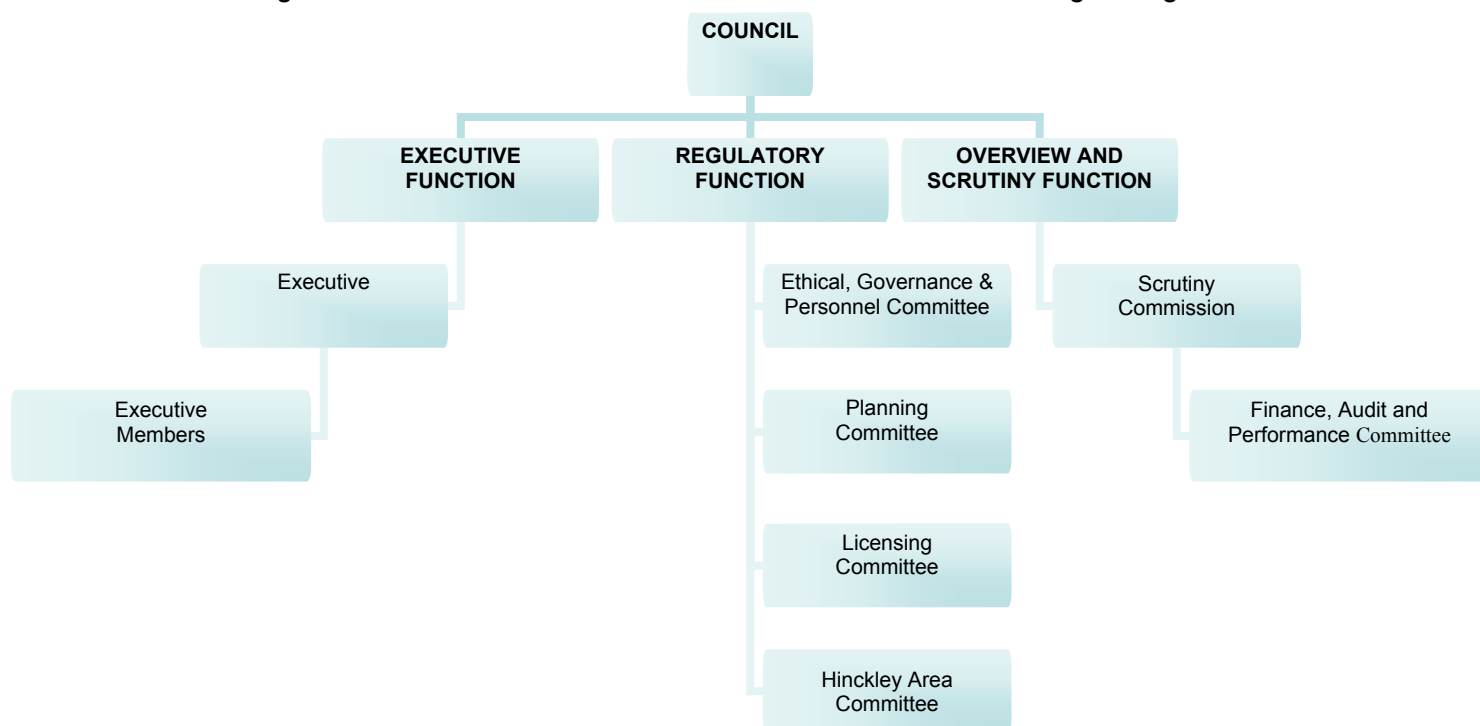 COUNCIL
EXECUTIVE
FUNCTION
REGULATORY
FUNCTION
OVERVIEW AND
SCRUTINY FUNCTION
Executive
Ethical, Governance &
Personnel Committee
Scrutiny
Commission
Executive
Members
Planning
Committee
Finance, Audit and
Performance Committee
Licensing
Committee
Hinckley Area
Committee